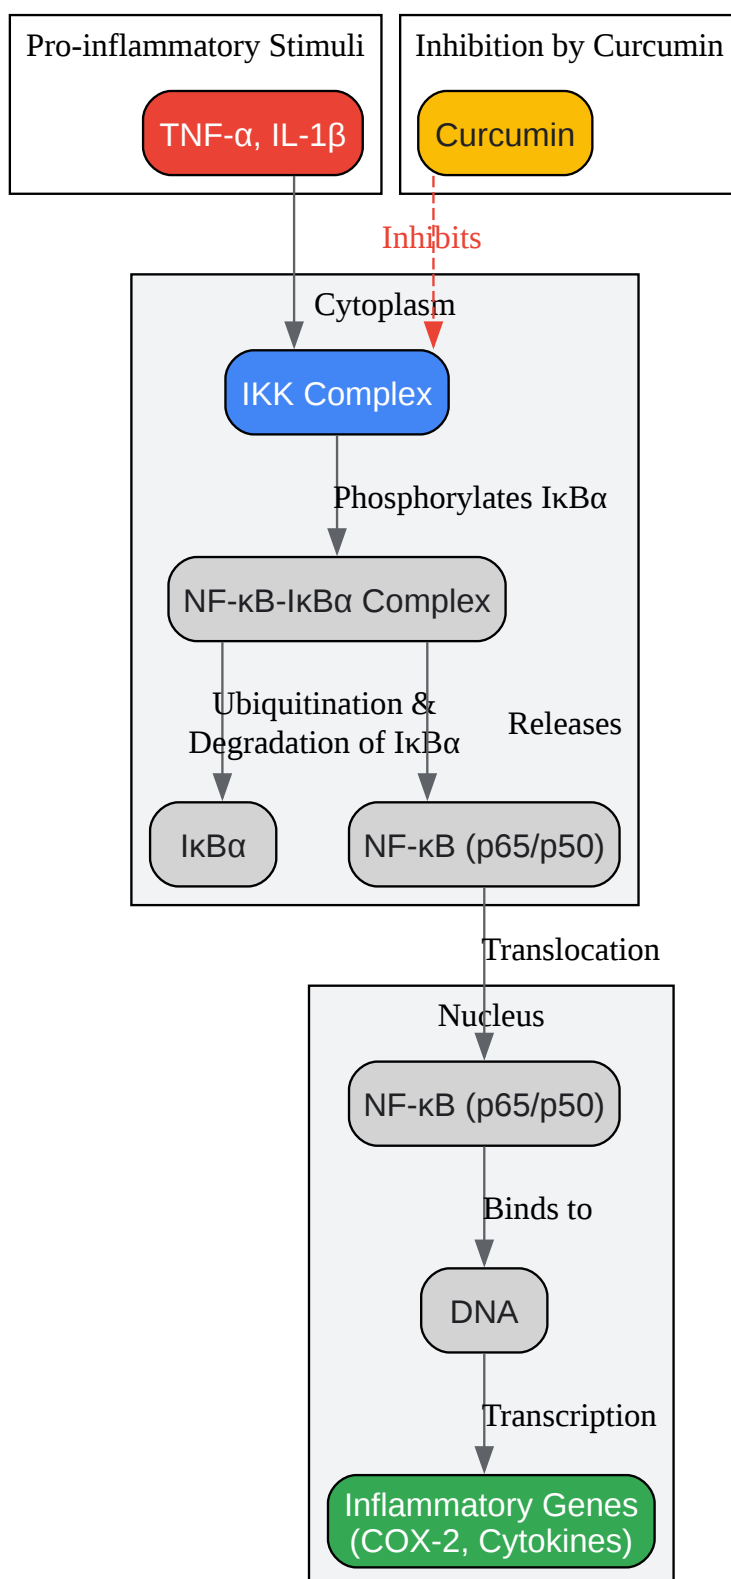 Pro-inflammatory Stimuli
Inhibition by Curcumin
TNF-α, IL-1β
Curcumin
Inhibits
Cytoplasm
IKK Complex
Phosphorylates IκBα
NF-κB-IκBα Complex
Ubiquitination &
Degradation of IκBα
Releases
IκBα
NF-κB (p65/p50)
Translocation
Nucleus
NF-κB (p65/p50)
Binds to
DNA
Transcription
Inflammatory Genes
(COX-2, Cytokines)